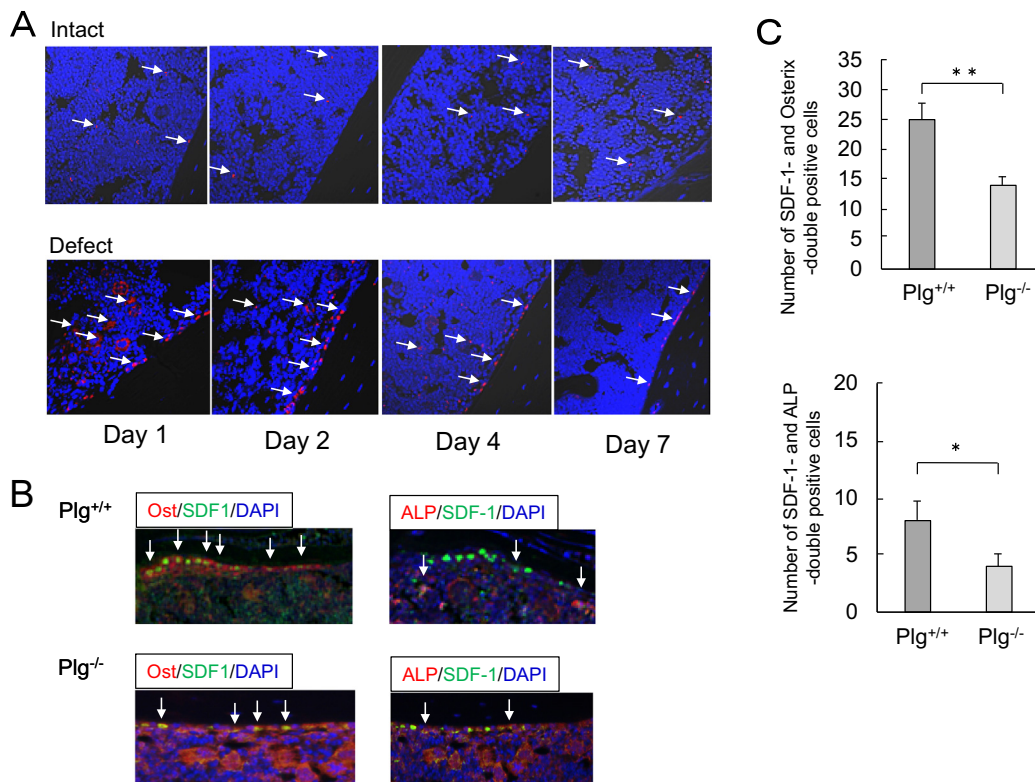 A
Intact
Defect
Day 1
Day 2
Day 4
Day 7
B
Plg+/+
Ost/SDF1/DAPI
ALP/SDF-1/DAPI
Plg-/-
Ost/SDF1/DAPI
ALP/SDF-1/DAPI
C
Number of SDF-1- and Osterix
-double positive cells
35
30
25
20
15
10
5
0
**
Plg+/+
Plg-/-
Number of SDF-1- and ALP
-double positive cells
20
15
10
5
0
*
Plg+/+
Plg-/-